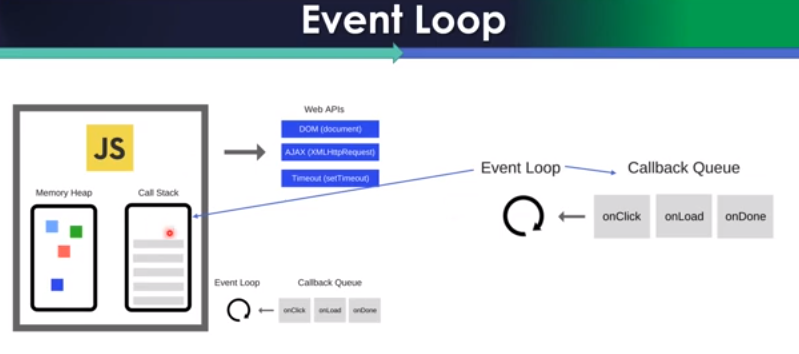 Event Loop
JS
Memory Heap
Call Stack
Web APIs
DOM (document)
AJAX (XMLHttpRequest)
Timeout (setTimeout)
Event Loop
Callback Queue
onClick
onLoad
onDone
Event Loop
Callback Queue
onClick
onLoad
onDone